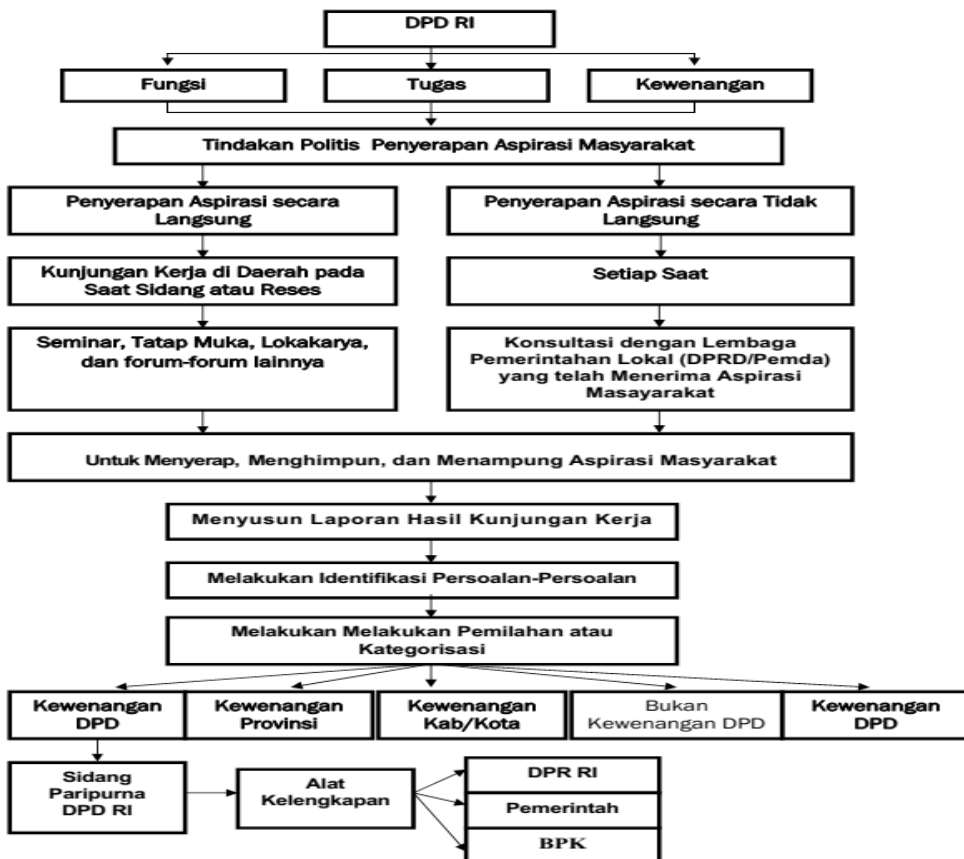 DPD RI
Fungsi
Tugas
Kewenangan
Tindakan Politis Penyerapan Aspirasi Masyarakat
Penyerapan Aspirasi secara
Langsung
Penyerapan Aspirasi secara Tidak
Langsung
Kunjungan Kerja di Daerah pada
Saat Sidang atau Reses
Setiap Saat
Seminar, Tatap Muka, Lokakarya,
dan forum-forum lainnya
Konsultasi dengan Lembaga
Pemerintahan Lokal (DPRD/Pemda)
yang telah Menerima Aspirasi
Masayarakat
Untuk Menyerap, Menghimpun, dan Menampung Aspirasi Masyarakat
Menyusun Laporan Hasil Kunjungan Kerja
Melakukan Identifikasi Persoalan-Persoalan
Melakukan Melakukan Pemilahan atau
Kategorisasi
Kewenangan
DPD
Kewenangan
Provinsi
Kewenangan
Kab/Kota
Bukan
Kewenangan DPD
Kewenangan
DPD
Sidang
Paripurna
DPD RI
Alat
Kelengkapan
DPR RI
Pemerintah
BPK